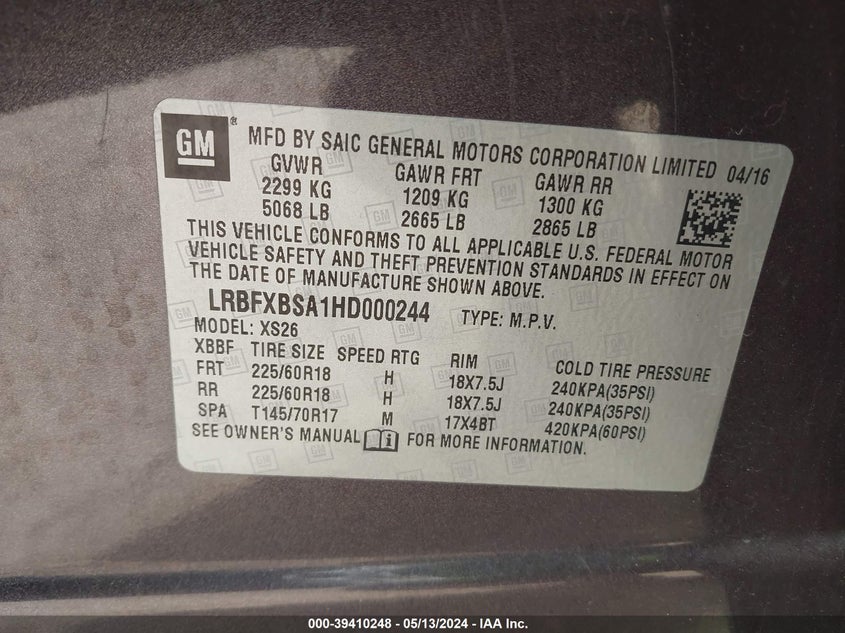 GM ® MFD BY SAIC GENERAL MOTORS CORPORATION LIMITED 04/16
GVWR GAWR FRT GAWR RR
2299 KG 1209 KG 1300 KG
5068 LB 2665 LB 2865 LB
THIS VEHICLE CONFORMS TO ALL APPLICABLE U.S. FEDERAL MOTOR
VEHICLE SAFETY AND THEFT PREVENTION STANDARDS IN EFFECT ON
THE DATE OF MANUFACTURE SHOWN ABOVE.
LRBFXBSA1HD000244 TYPE: M.P.V.
MODEL: XS26
XBBF TIRE SIZE SPEED RTG RIM COLD TIRE PRESSURE
FRT 225/60R18 H 18X7.5J 240KPA(35PSI)
RR 225/60R18 H 18X7.5J 240KPA(35PSI)
SPA T145/70R17 M 17X4BT 420KPA(60PSI)
SEE OWNER'S MANUAL FOR MORE INFORMATION.
000-39410248 - 05/13/2024 - IAA Inc.